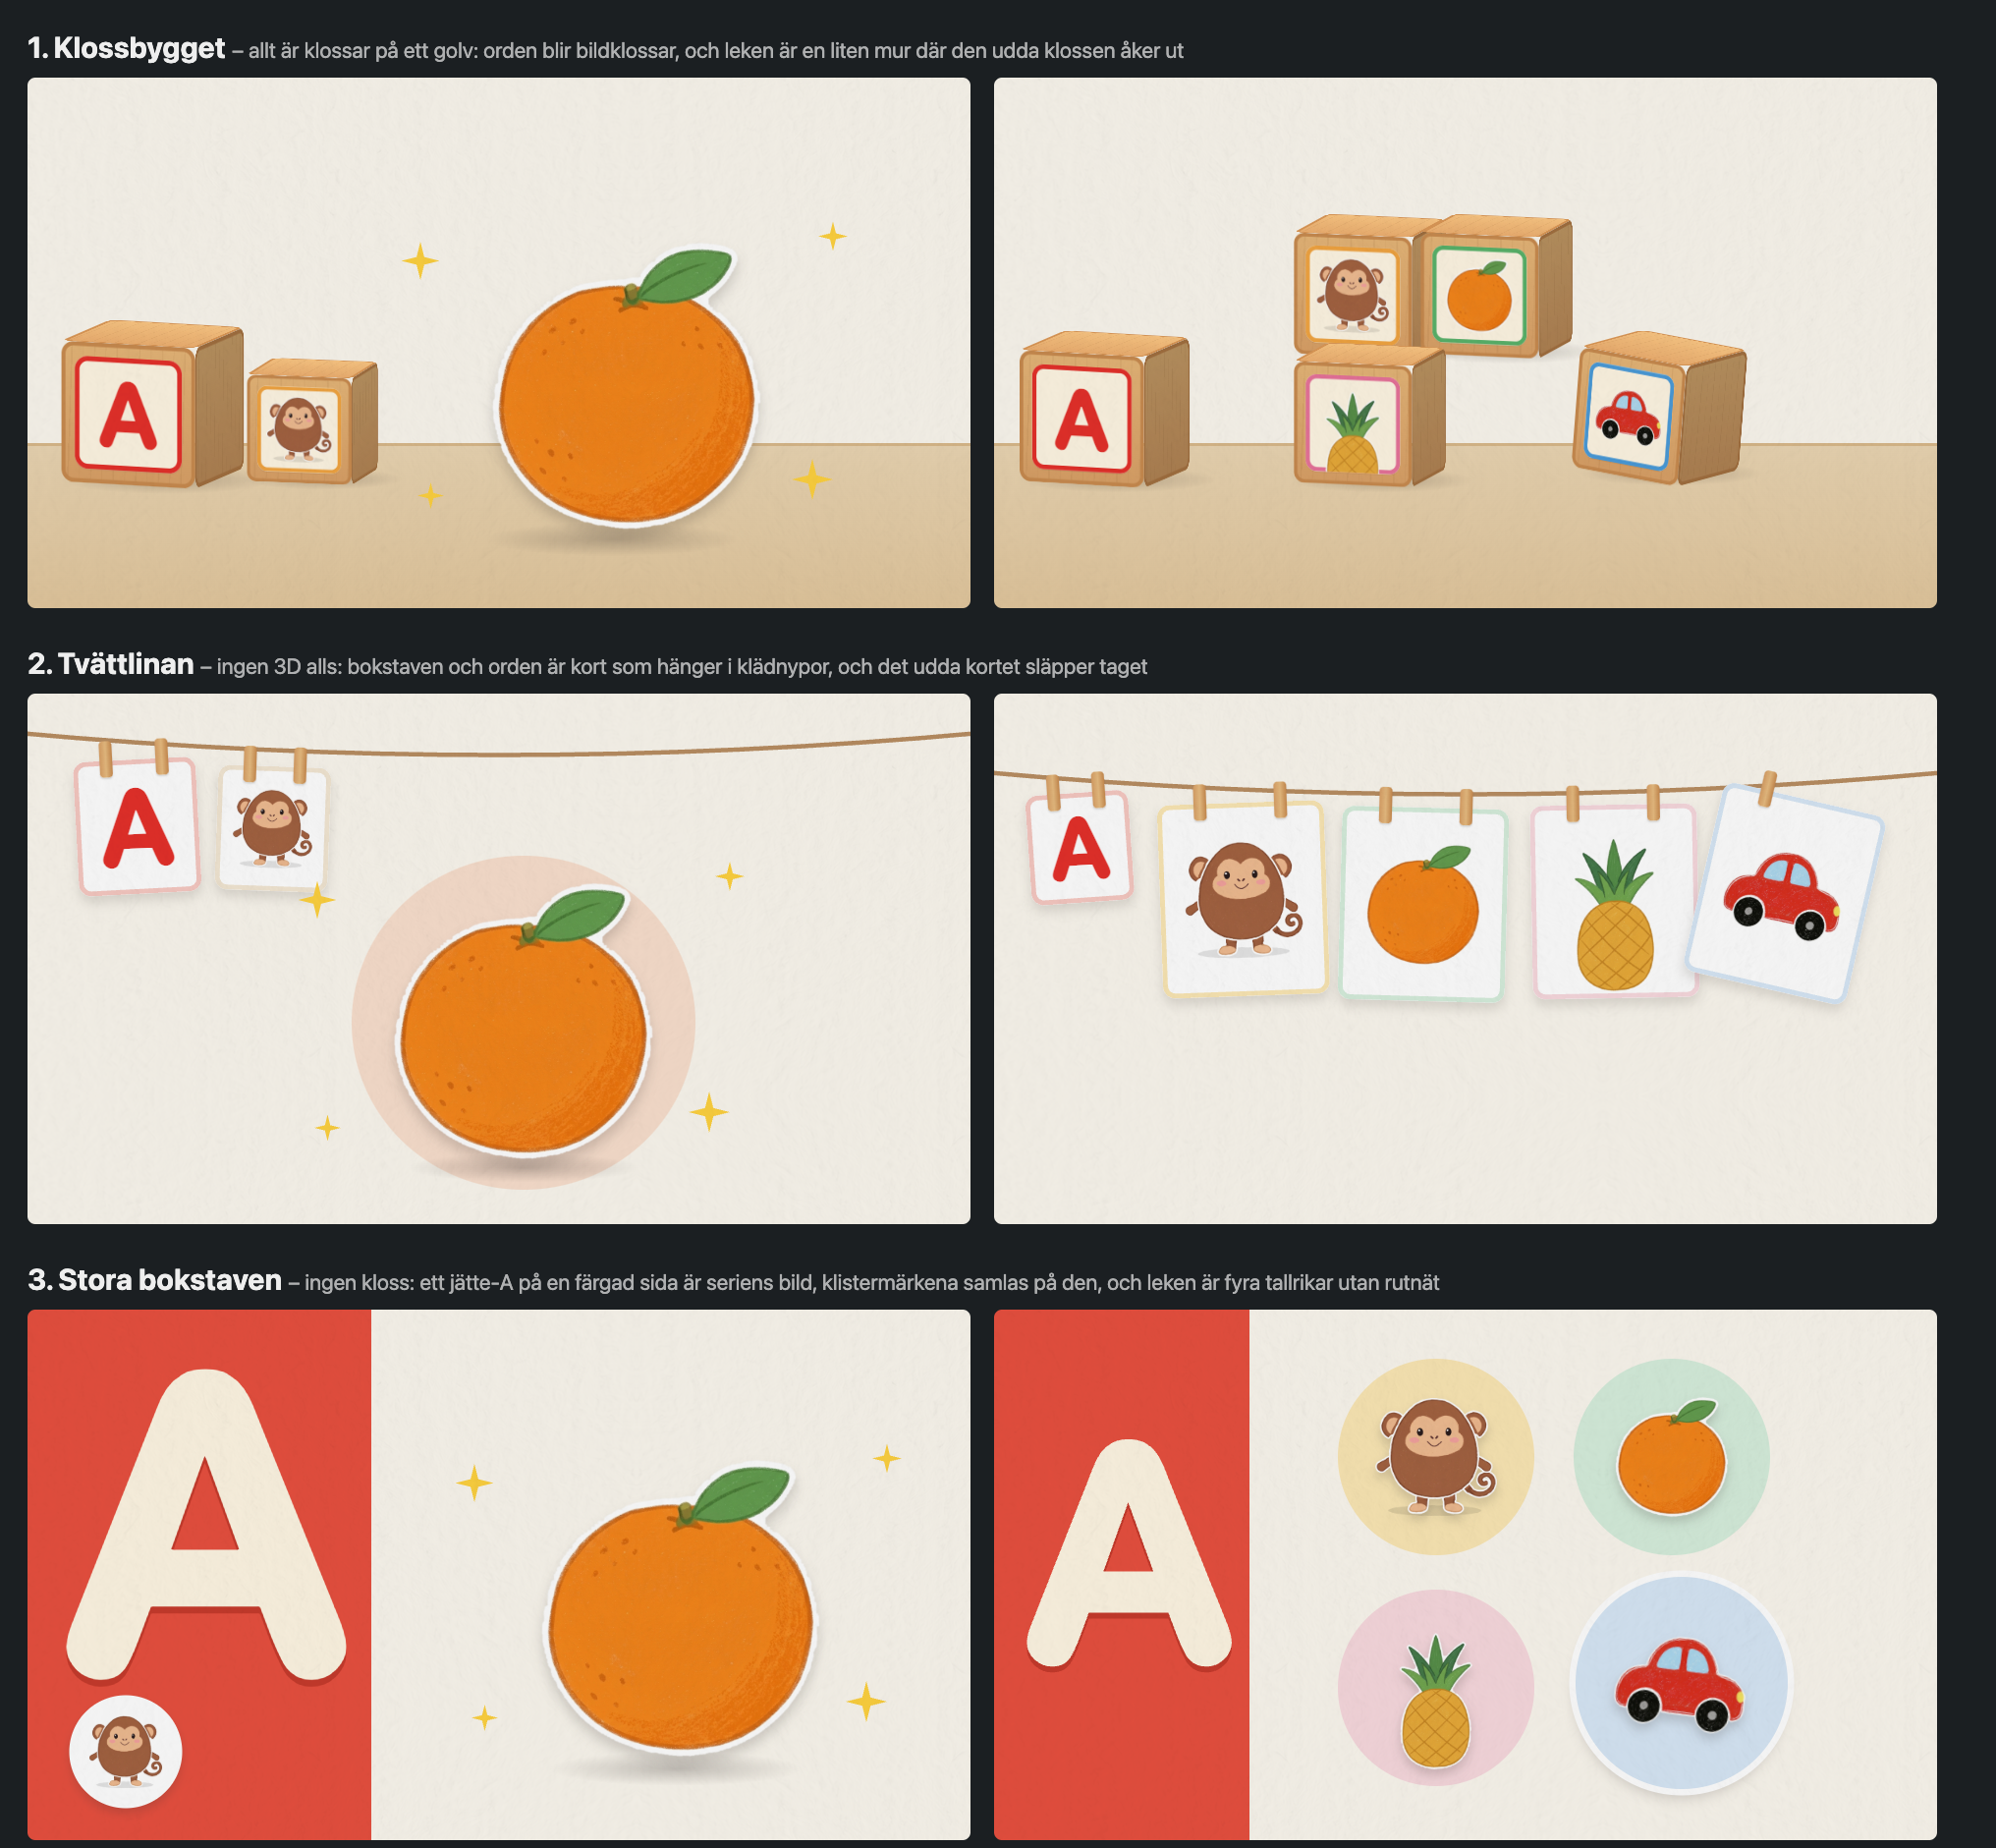 1. Klossbygget – allt är klossar på ett golv: orden blir bildklossar, och leken är en liten mur där den udda klossen åker ut
A
A
2. Tvättlinan – ingen 3D alls: bokstaven och orden är kort som hänger i klädnypor, och det udda kortet släpper taget
A
A
3. Stora bokstaven – ingen kloss: ett jätte-A på en färgad sida är seriens bild, klistermärkena samlas på den, och leken är fyra tallrikar utan rutnät
A
A